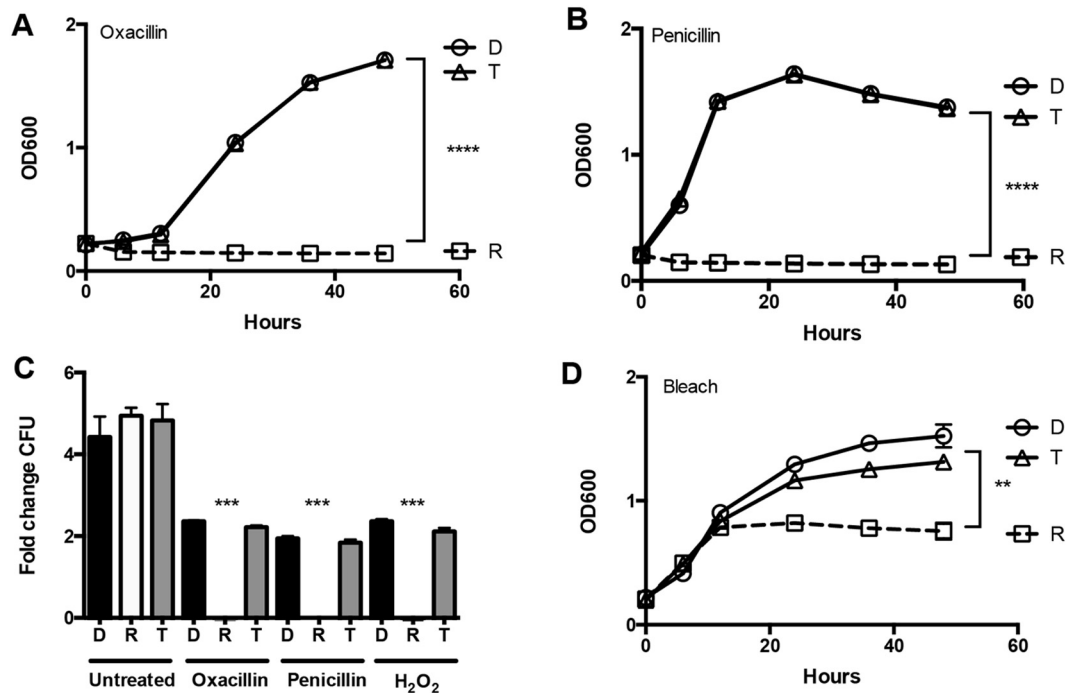 A
Oxacillin
2
1
0
OD600
0
20
40
60
Hours
D
T
****
R
B
Penicillin
2
1
0
OD600
0
20
40
60
Hours
D
T
****
R
C
6
4
2
0
Fold change CFU
*** *** ***
D R T D R T D R T D R T
Untreated Oxacillin Penicillin H₂O₂
D
Bleach
2
1
0
OD600
0
20
40
60
Hours
D
T
**
R